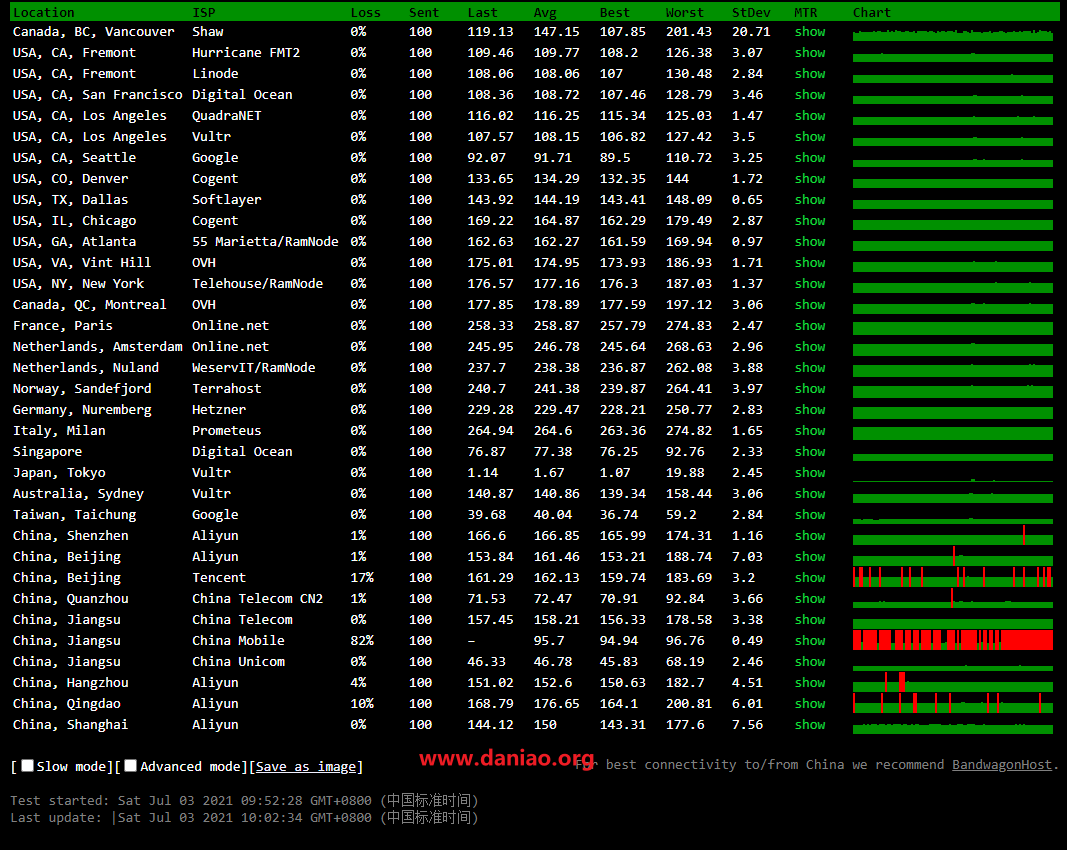 Location ISP Loss Sent Last Avg Best Worst StDev MTR Chart
Canada, BC, Vancouver Shaw 0% 100 119.13 147.15 107.85 201.43 20.71 show
USA, CA, Fremont Hurricane FMT2 0% 100 109.46 109.77 108.2 126.38 3.07 show
USA, CA, Fremont Linode 0% 100 108.06 108.06 107 130.48 2.84 show
USA, CA, San Francisco Digital Ocean 0% 100 108.36 108.72 107.46 128.79 3.46 show
USA, CA, Los Angeles QuadraNET 0% 100 116.02 116.25 115.34 125.03 1.47 show
USA, CA, Los Angeles Vultr 0% 100 107.57 108.15 106.82 127.42 3.5 show
USA, CA, Seattle Google 0% 100 92.07 91.71 89.5 110.72 3.25 show
USA, CO, Denver Cogent 0% 100 133.65 134.29 132.35 144 1.72 show
USA, TX, Dallas Softlayer 0% 100 143.92 144.19 143.41 148.09 0.65 show
USA, IL, Chicago Cogent 0% 100 169.22 164.87 162.29 179.49 2.87 show
USA, GA, Atlanta 55 Marietta/RamNode 0% 100 162.63 162.27 161.59 169.94 0.97 show
USA, VA, Vint Hill OVH 0% 100 175.01 174.95 173.93 186.93 1.71 show
USA, NY, New York Telehouse/RamNode 0% 100 176.57 177.16 176.3 187.03 1.37 show
Canada, QC, Montreal OVH 0% 100 177.85 178.89 177.59 197.12 3.06 show
France, Paris Online.net 0% 100 258.33 258.87 257.79 274.83 2.47 show
Netherlands, Amsterdam Online.net 0% 100 245.95 246.78 245.64 268.63 2.96 show
Netherlands, Nuland WeservIT/RamNode 0% 100 237.7 238.38 236.87 262.08 3.88 show
Norway, Sandefjord Terrahost 0% 100 240.7 241.38 239.87 264.41 3.97 show
Germany, Nuremberg Hetzner 0% 100 229.28 229.47 228.21 250.77 2.83 show
Italy, Milan Prometeus 0% 100 264.94 264.6 263.36 274.82 1.65 show
Singapore Digital Ocean 0% 100 76.87 77.38 76.25 92.76 2.33 show
Japan, Tokyo Vultr 0% 100 1.14 1.67 1.07 19.88 2.45 show
Australia, Sydney Vultr 0% 100 140.87 140.86 139.34 158.44 3.06 show
Taiwan, Taichung Google 0% 100 39.68 40.04 36.74 59.2 2.84 show
China, Shenzhen Aliyun 1% 100 166.6 166.85 165.99 174.31 1.16 show
China, Beijing Aliyun 1% 100 153.84 161.46 153.21 188.74 7.03 show
China, Beijing Tencent 17% 100 161.29 162.13 159.74 183.69 3.2 show
China, Quanzhou China Telecom CN2 1% 100 71.53 72.47 70.91 92.84 3.66 show
China, Jiangsu China Telecom 0% 100 157.45 158.21 156.33 178.58 3.38 show
China, Jiangsu China Mobile 82% 100 – 95.7 94.94 96.76 0.49 show
China, Jiangsu China Unicom 0% 100 46.33 46.78 45.83 68.19 2.46 show
China, Hangzhou Aliyun 4% 100 151.02 152.6 150.63 182.7 4.51 show
China, Qingdao Aliyun 10% 100 168.79 176.65 164.1 200.81 6.01 show
China, Shanghai Aliyun 0% 100 144.12 150 143.31 177.6 7.56 show
www.daniao.org
[ Slow mode][ Advanced mode][Save as image] For best connectivity to/from China we recommend BandwagonHost.
Test started: Sat Jul 03 2021 09:52:28 GMT+0800 (中国标准时间)
Last update: |Sat Jul 03 2021 10:02:34 GMT+0800 (中国标准时间)